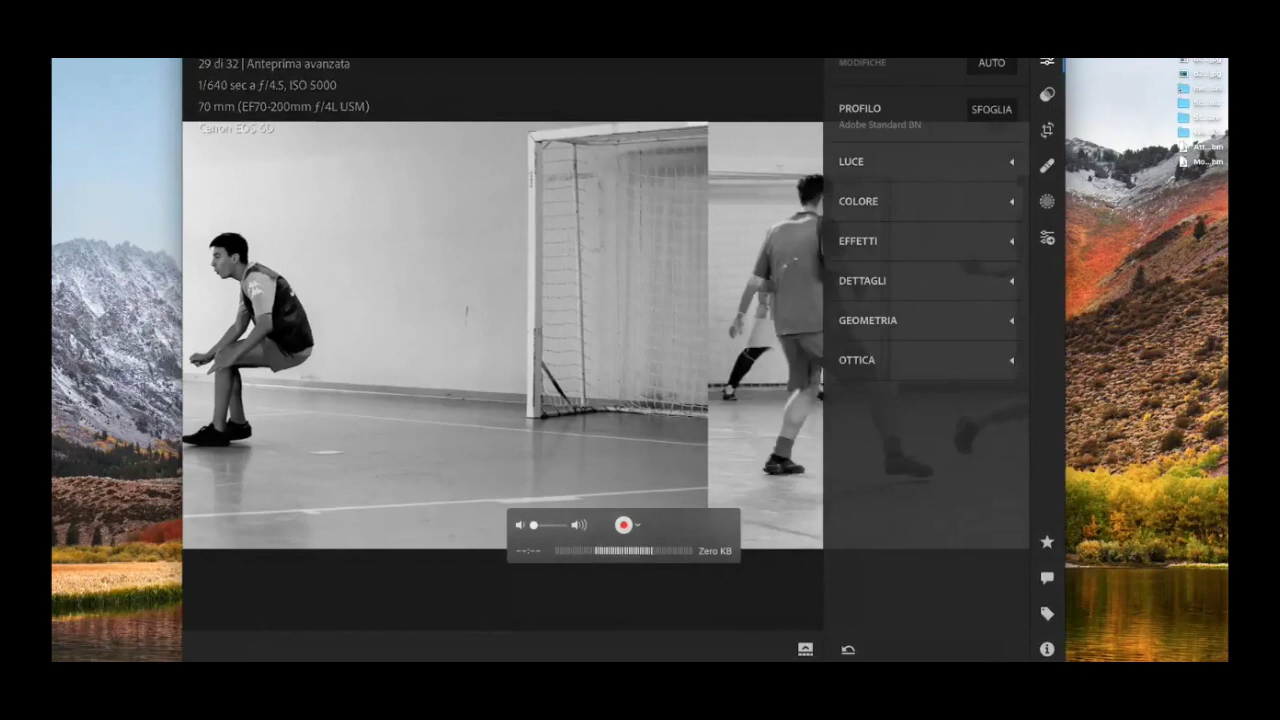 29 di 32 | Anteprima avanzata
1/640 sec a ƒ/4.5, ISO 5000
70 mm (EF70-200mm ƒ/4L USM)
Canon EOS 6D
MODIFICHE
AUTO
PROFILO
SFOGLIA
Adobe Standard BN
LUCE
COLORE
EFFETTI
DETTAGLI
GEOMETRIA
OTTICA
--:--
Zero KB